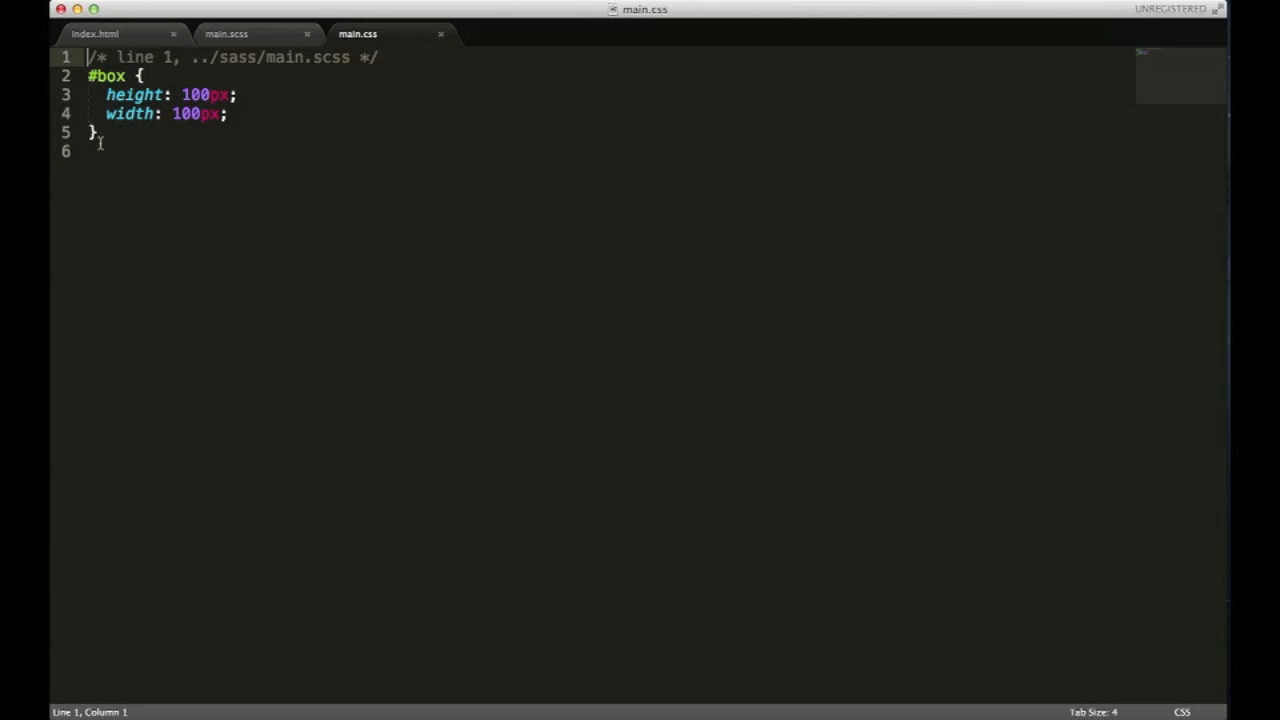 main.css
UNREGISTERED
index.html × main.scss × main.css ×
1 /* line 1, ../sass/main.scss */
2 #box {
3 height: 100px;
4 width: 100px;
5 }
6
Line 1, Column 1
Tab Size: 4
CSS